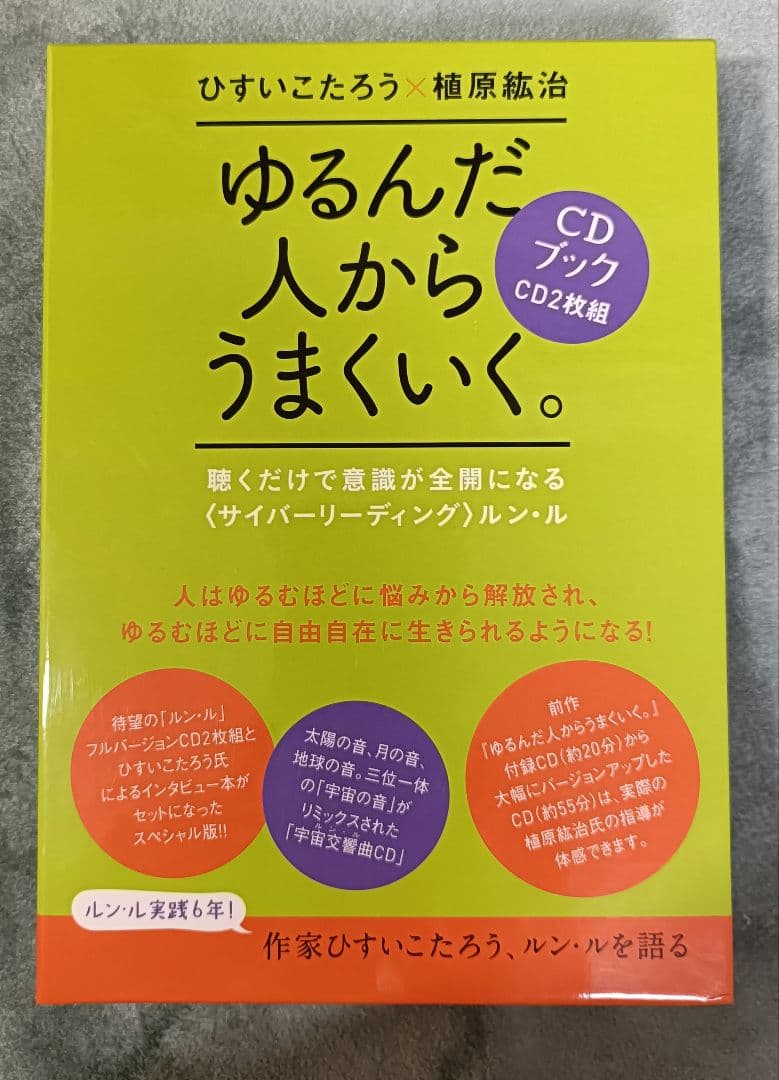 ひすいこたろう×植原紘治
ゆるんだ
人から
うまくいく。
CD
ブック
CD2枚組
聴くだけで意識が全開になる
〈サイバーリーディング〉ルン・ル
人はゆるむほどに悩みから解放され、
ゆるむほどに自由自在に生きられるようになる!
待望の「ルン・ル」
フルバージョンCD2枚組と
ひすいこたろう氏
によるインタビュー本が
セットになった
スペシャル版!!
太陽の音、月の音、
地球の音。三位一体
の「宇宙の音」が
リミックスされた
ルン・ル
「宇宙交響曲CD」
前作
『ゆるんだ人からうまくいく。』
付録CD(約20分)から
大幅にバージョンアップした
CD(約55分)は、実際の
植原紘治氏の指導が
体感できます。
ルン・ル実践6年!
作家ひすいこたろう、ルン・ルを語る